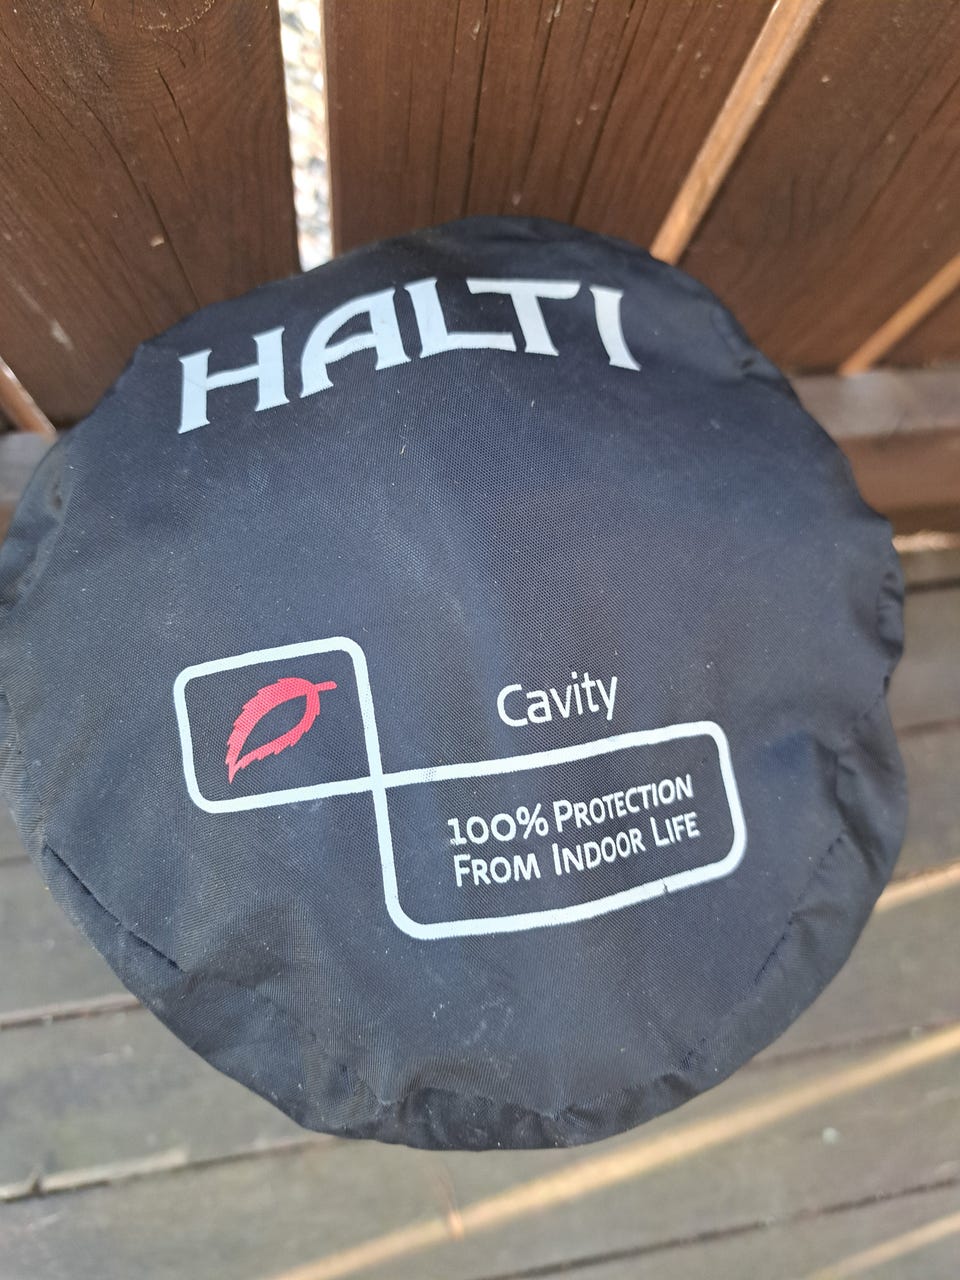 HALTI
Cavity
100% PROTECTION
FROM INDOOR LIFE